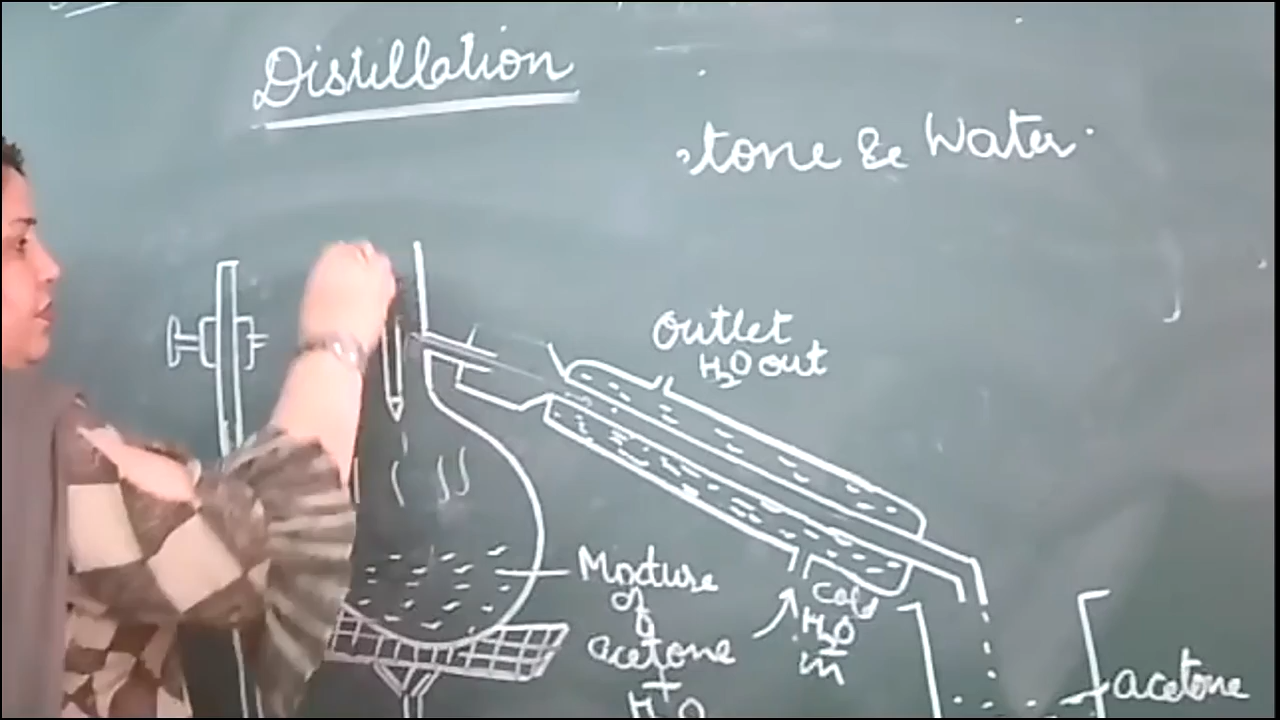 Distillation
tone & Water
Outlet
H₂O out
Mixture
of
acetone
+
H₂O
Cold
H₂O
in
acetone